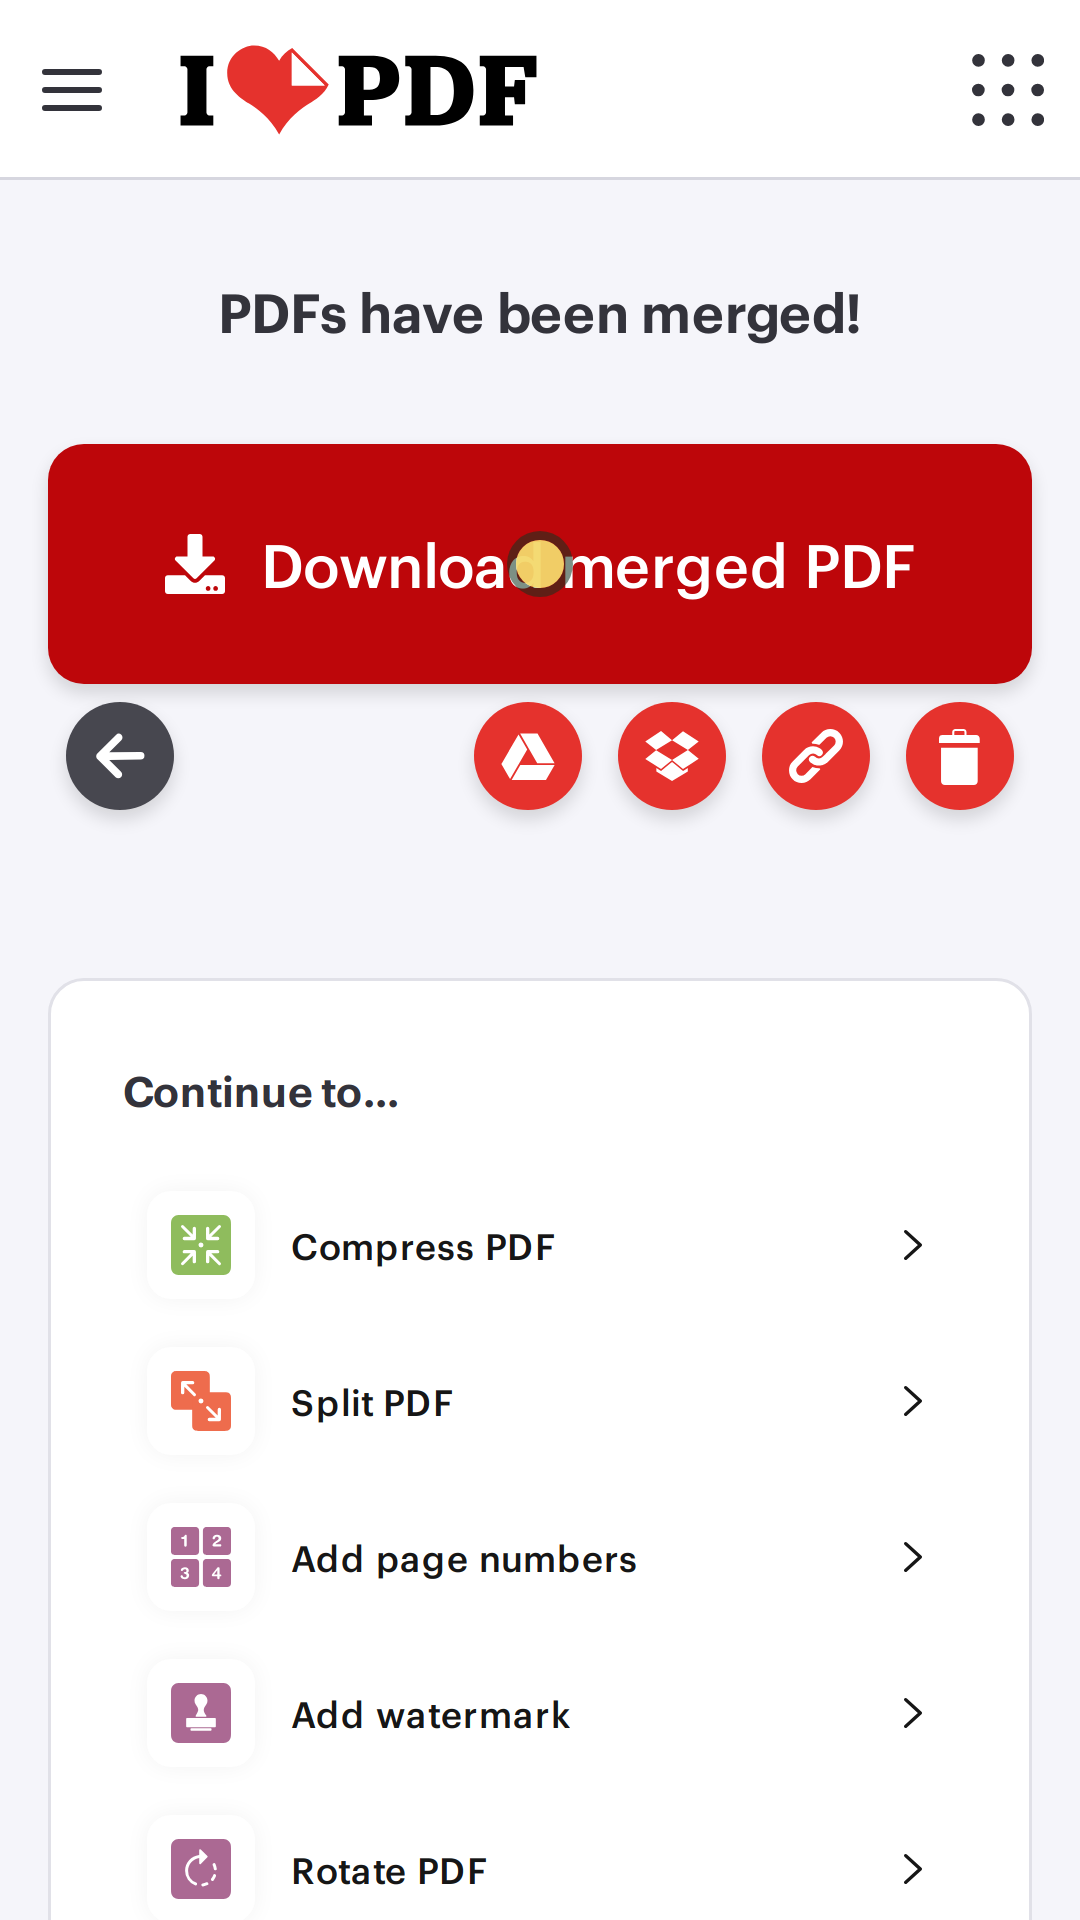 I PDF
PDFs have been merged!
Download merged PDF
Continue to...
Compress PDF
Split PDF
1 2
3 4
Add page numbers
Add watermark
Rotate PDF